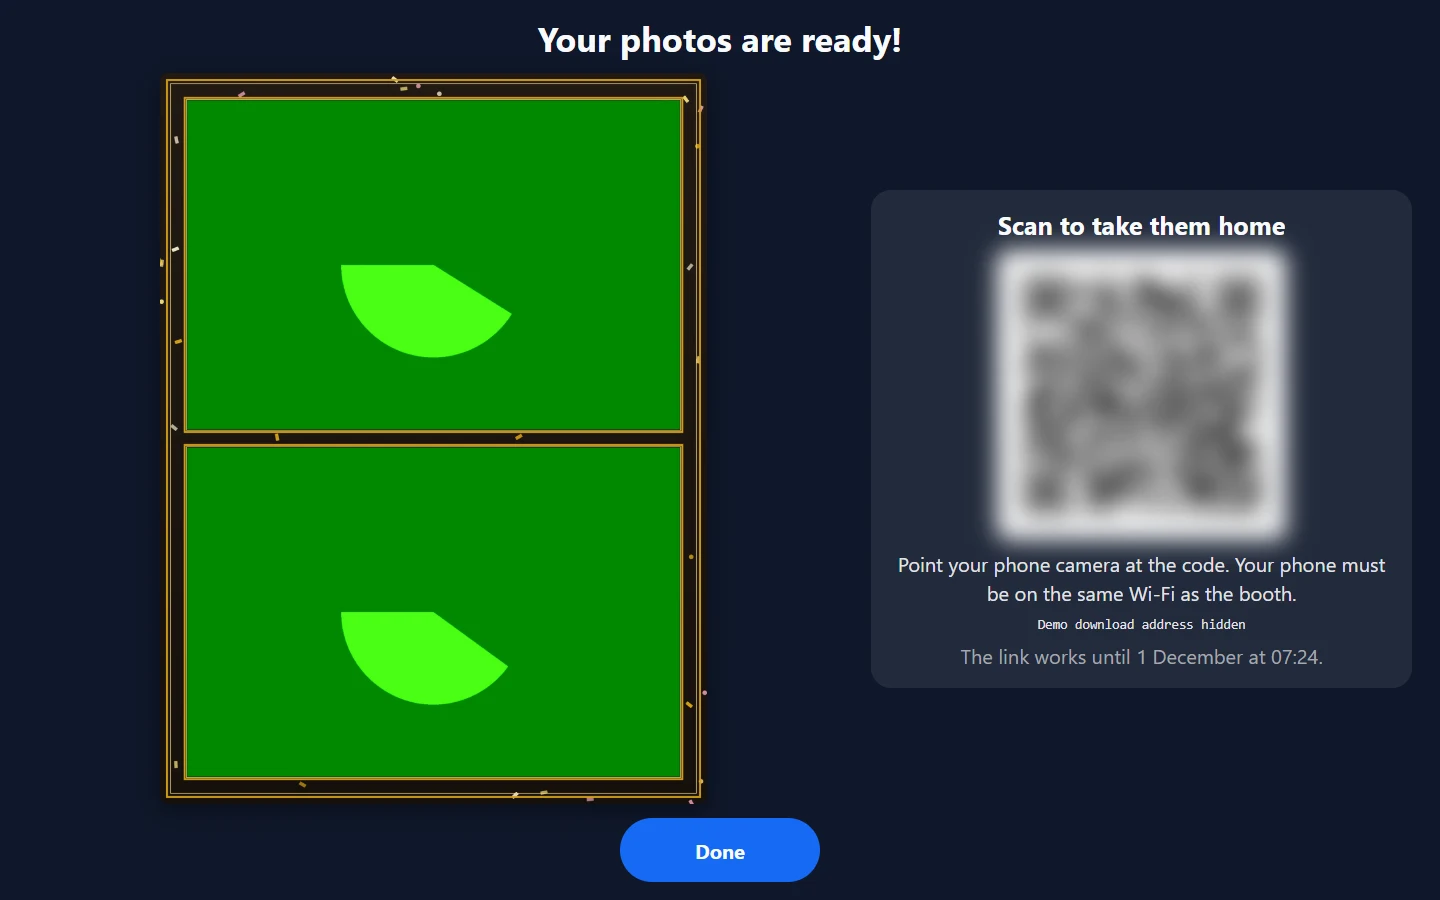 Your photos are ready!
Scan to take them home
Point your phone camera at the code. Your phone must
be on the same Wi-Fi as the booth.
Demo download address hidden
The link works until 1 December at 07:24.
Done